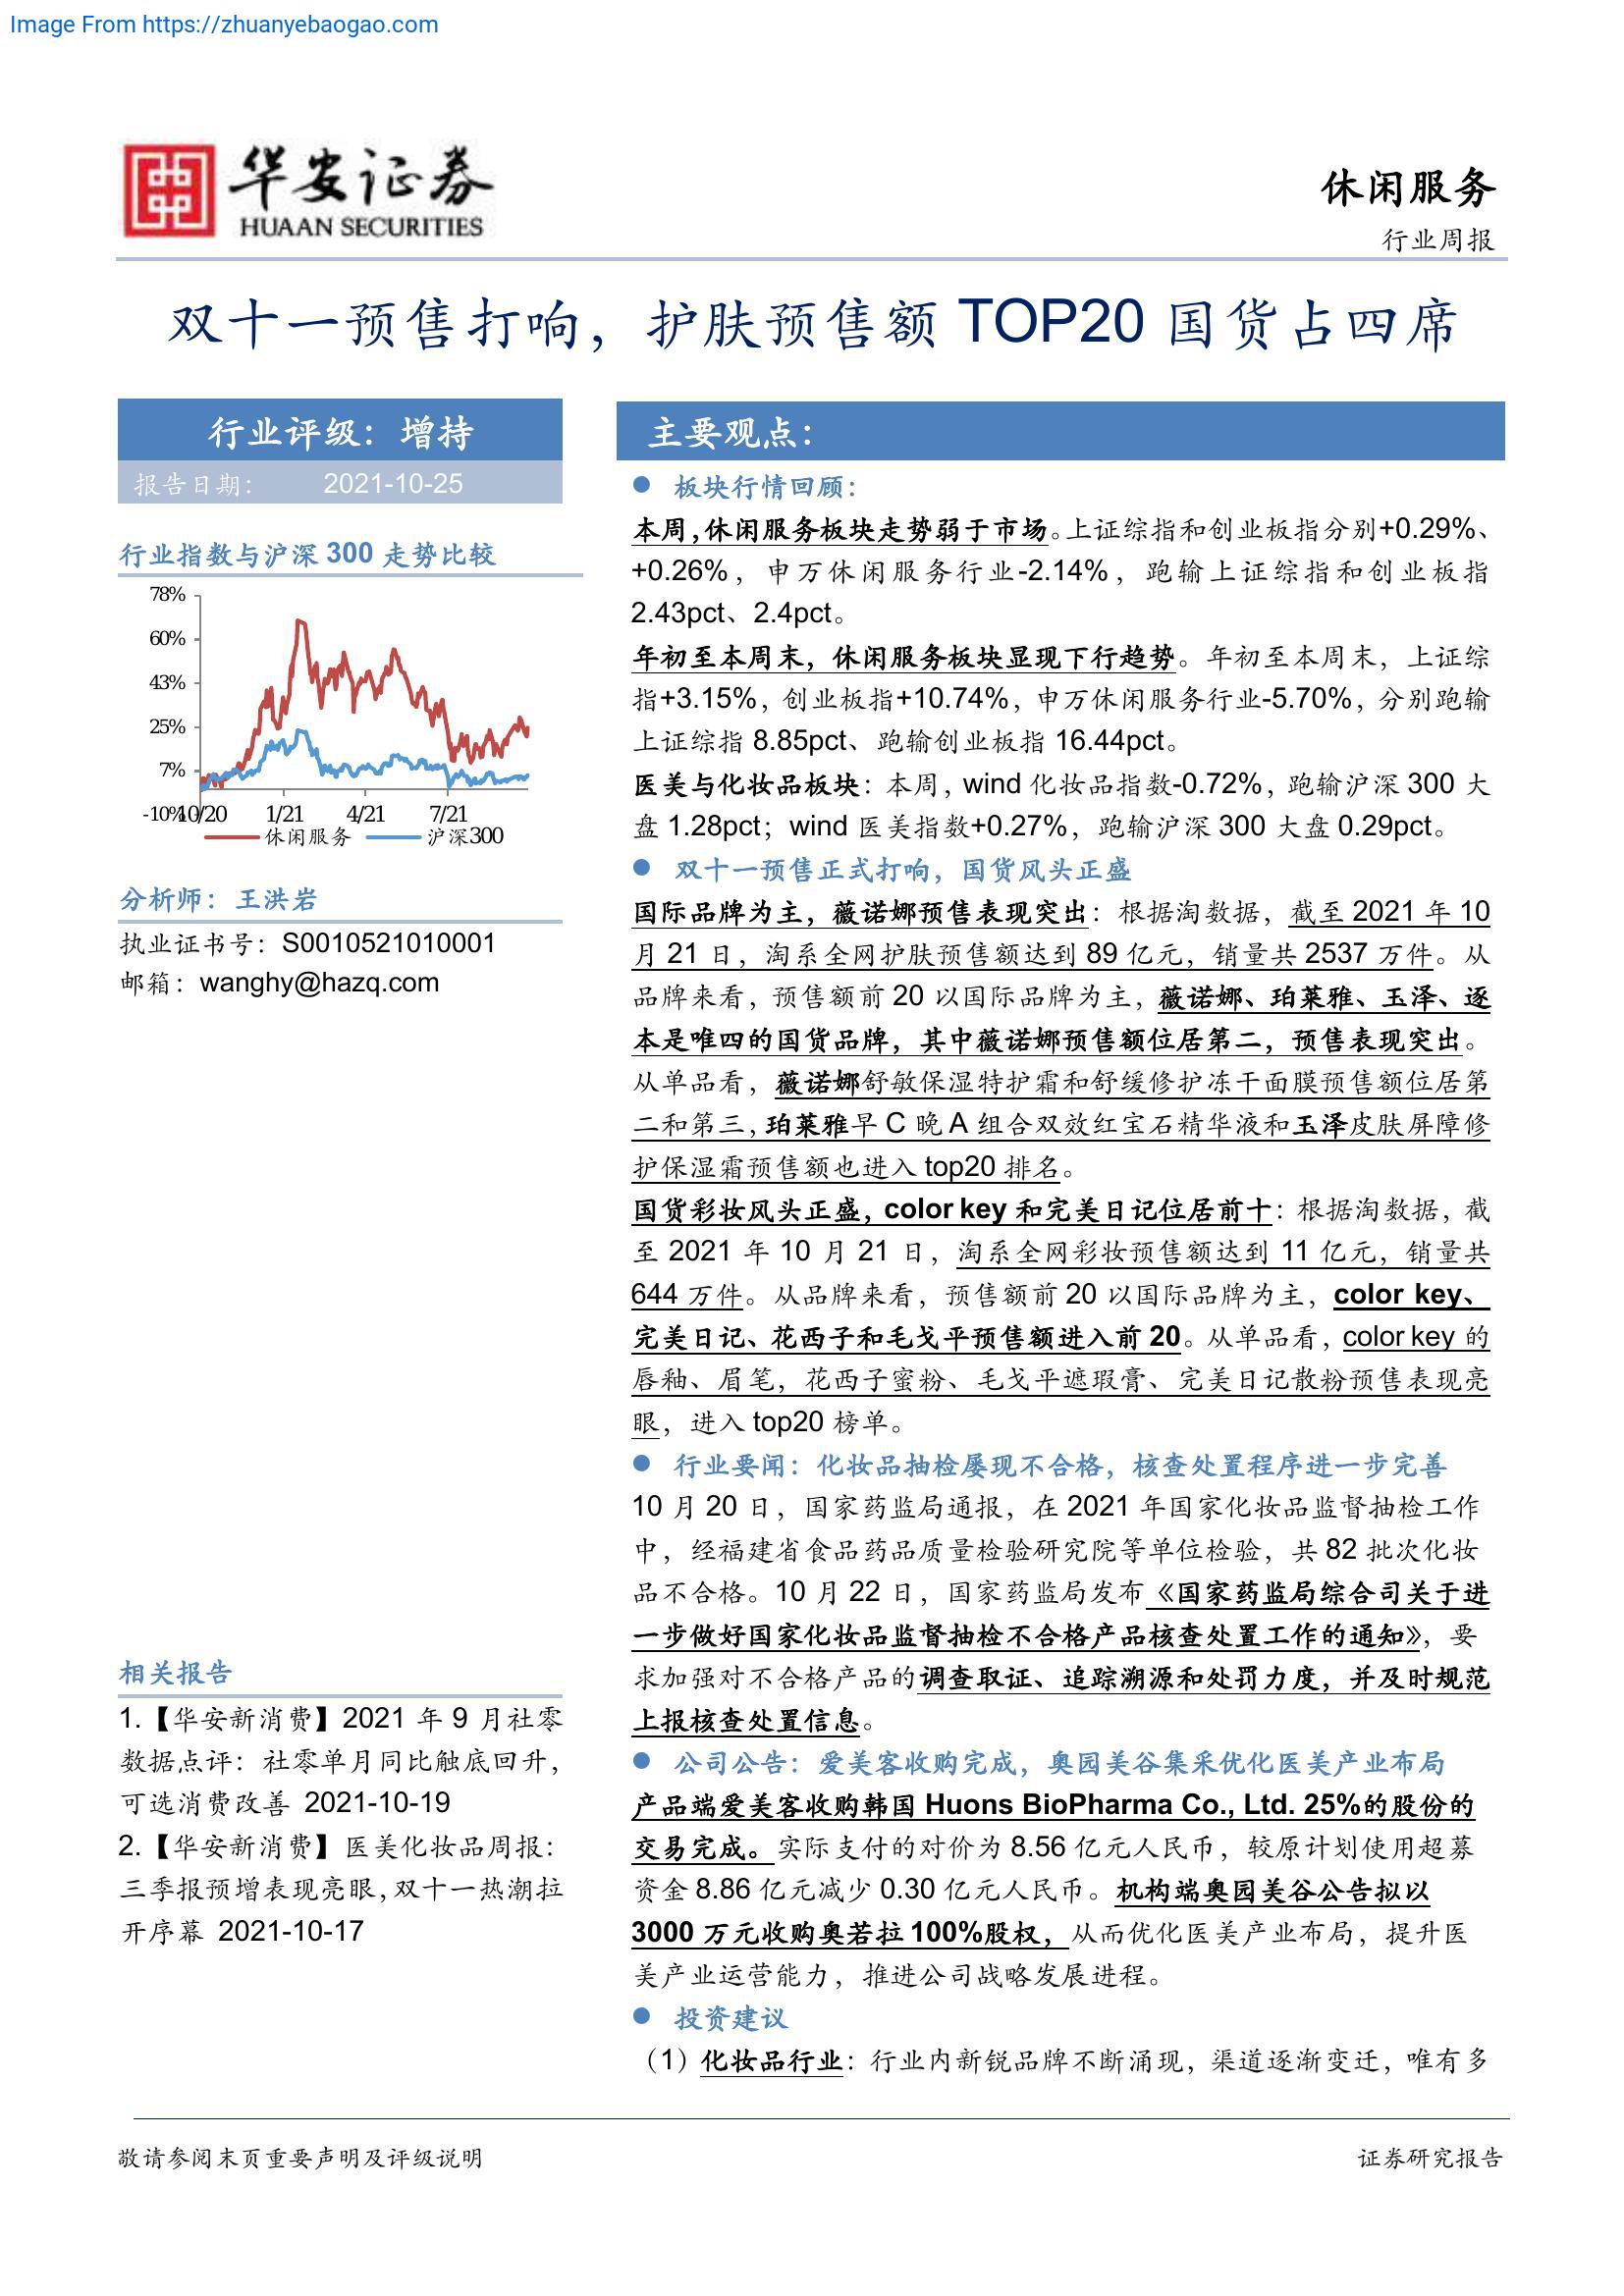 Image From https://zhuanyebaogao.com
华安证券
HUAAN SECURITIES
休闲服务
行业周报
双十一预售打响，护肤预售额 TOP20 国货占四席
行业评级：增持
报告日期： 2021-10-25
行业指数与沪深 300 走势比较
78%
60%
43%
25%
7%
-10%
10/20 1/21 4/21 7/21
休闲服务 沪深300
分析师：王洪岩
执业证书号：S0010521010001
邮箱：wanghy@hazq.com
相关报告
1.【华安新消费】2021 年 9 月社零
数据点评：社零单月同比触底回升，
可选消费改善 2021-10-19
2.【华安新消费】医美化妆品周报：
三季报预增表现亮眼，双十一热潮拉
开序幕 2021-10-17
主要观点：
● 板块行情回顾：
本周，休闲服务板块走势弱于市场。上证综指和创业板指分别+0.29%、
+0.26%，申万休闲服务行业-2.14%，跑输上证综指和创业板指
2.43pct、2.4pct。
年初至本周末，休闲服务板块显现下行趋势。年初至本周末，上证综
指+3.15%，创业板指+10.74%，申万休闲服务行业-5.70%，分别跑输
上证综指 8.85pct、跑输创业板指 16.44pct。
医美与化妆品板块：本周，wind 化妆品指数-0.72%，跑输沪深 300 大
盘 1.28pct；wind 医美指数+0.27%，跑输沪深 300 大盘 0.29pct。
● 双十一预售正式打响，国货风头正盛
国际品牌为主，薇诺娜预售表现突出：根据淘数据，截至 2021 年 10
月 21 日，淘系全网护肤预售额达到 89 亿元，销量共 2537 万件。从
品牌来看，预售额前 20 以国际品牌为主，薇诺娜、珀莱雅、玉泽、逐
本是唯四的国货品牌，其中薇诺娜预售额位居第二，预售表现突出。
从单品看，薇诺娜舒敏保湿特护霜和舒缓修护冻干面膜预售额位居第
二和第三，珀莱雅早 C 晚 A 组合双效红宝石精华液和玉泽皮肤屏障修
护保湿霜预售额也进入 top20 排名。
国货彩妆风头正盛，color key 和完美日记位居前十：根据淘数据，截
至 2021 年 10 月 21 日，淘系全网彩妆预售额达到 11 亿元，销量共
644 万件。从品牌来看，预售额前 20 以国际品牌为主，color key、
完美日记、花西子和毛戈平预售额进入前 20。从单品看，color key 的
唇釉、眉笔，花西子蜜粉、毛戈平遮瑕膏、完美日记散粉预售表现亮
眼，进入 top20 榜单。
● 行业要闻：化妆品抽检屡现不合格，核查处置程序进一步完善
10 月 20 日，国家药监局通报，在 2021 年国家化妆品监督抽检工作
中，经福建省食品药品质量检验研究院等单位检验，共 82 批次化妆
品不合格。10 月 22 日，国家药监局发布《国家药监局综合司关于进
一步做好国家化妆品监督抽检不合格产品核查处置工作的通知》，要
求加强对不合格产品的调查取证、追踪溯源和处罚力度，并及时规范
上报核查处置信息。
● 公司公告：爱美客收购完成，奥园美谷集采优化医美产业布局
产品端爱美客收购韩国 Huons BioPharma Co., Ltd. 25%的股份的
交易完成。实际支付的对价为 8.56 亿元人民币，较原计划使用超募
资金 8.86 亿元减少 0.30 亿元人民币。机构端奥园美谷公告拟以
3000 万元收购奥若拉 100%股权，从而优化医美产业布局，提升医
美产业运营能力，推进公司战略发展进程。
● 投资建议
（1）化妆品行业：行业内新锐品牌不断涌现，渠道逐渐变迁，唯有多
敬请参阅末页重要声明及评级说明
证券研究报告